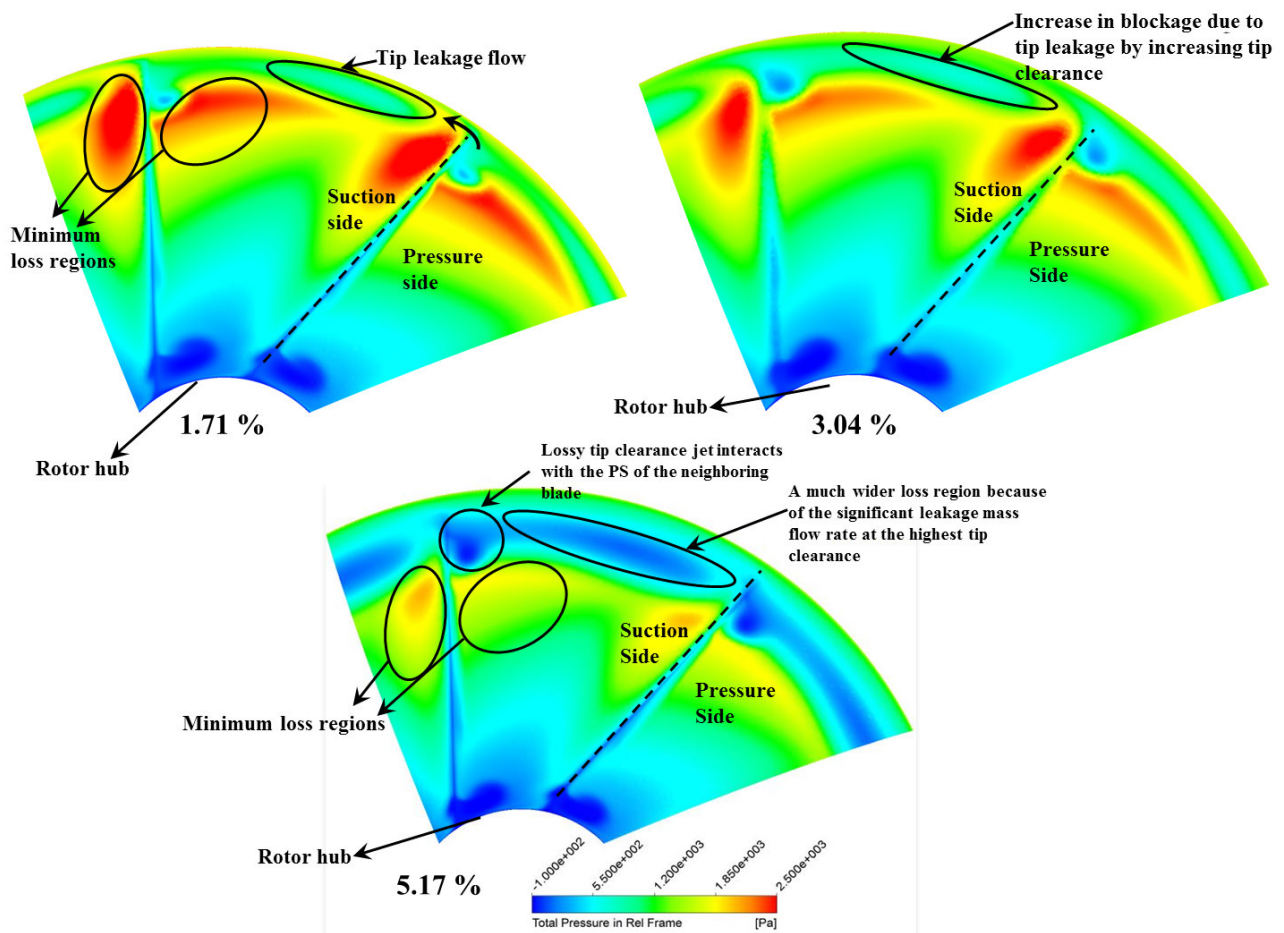 Tip leakage flow
Minimum
loss regions
Suction
side
Pressure
side
Rotor hub
1.71 %
Increase in blockage due to
tip leakage by increasing tip
clearance
Suction
Side
Pressure
Side
Rotor hub
3.04 %
Lossy tip clearance jet interacts
with the PS of the neighboring
blade
A much wider loss region because
of the significant leakage mass
flow rate at the highest tip
clearance
Suction
Side
Pressure
Side
Minimum loss regions
Rotor hub
5.17 %
-1.000e+002
5.500e+002
1.200e+003
1.850e+003
2.500e+003
Total Pressure in Rel Frame
[Pa]